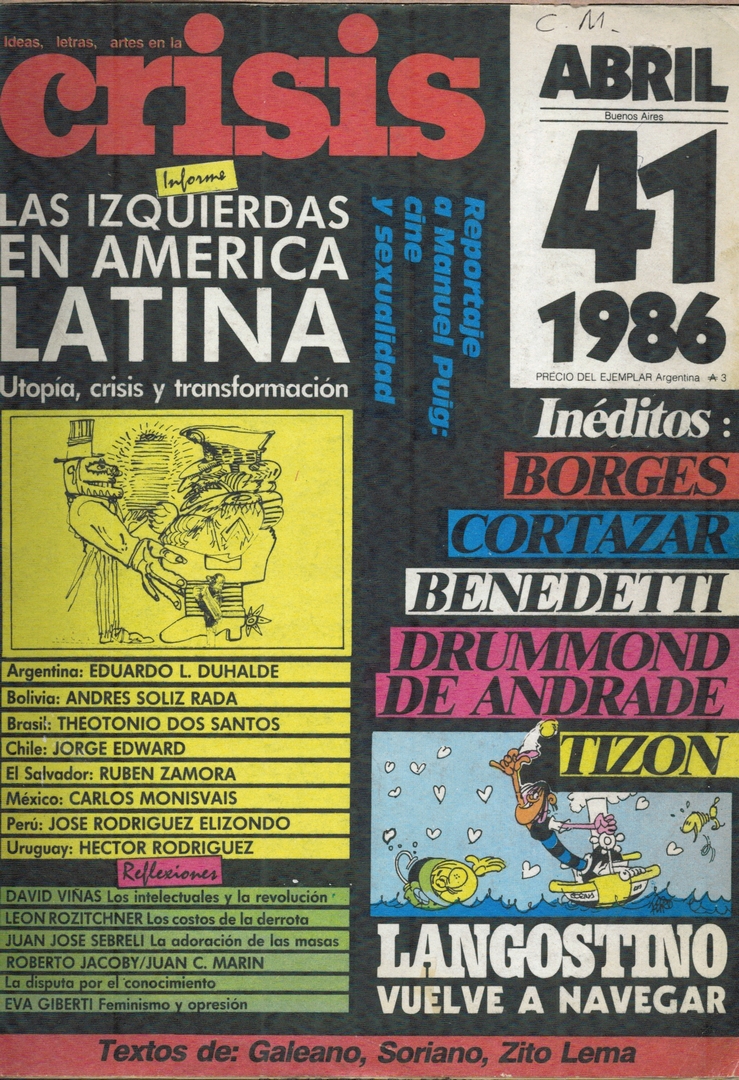 Ideas, letras, artes en la
crisis
C. M.
ABRIL
Buenos Aires
41
1986
PRECIO DEL EJEMPLAR Argentina ₳ 3
Informe
LAS IZQUIERDAS
EN AMERICA
LATINA
Utopía, crisis y transformación
Reportaje
a Manuel Puig:
cine
y sexualidad
Inéditos :
BORGES
CORTAZAR
BENEDETTI
DRUMMOND
DE ANDRADE
TIZON
Argentina: EDUARDO L. DUHALDE
Bolivia: ANDRES SOLIZ RADA
Brasil: THEOTONIO DOS SANTOS
Chile: JORGE EDWARD
El Salvador: RUBEN ZAMORA
México: CARLOS MONISVAIS
Perú: JOSE RODRIGUEZ ELIZONDO
Uruguay: HECTOR RODRIGUEZ
Reflexiones
DAVID VIÑAS Los intelectuales y la revolución
LEON ROZITCHNER Los costos de la derrota
JUAN JOSE SEBRELI La adoración de las masas
ROBERTO JACOBY/JUAN C. MARIN
La disputa por el conocimiento
EVA GIBERTI Feminismo y opresión
LANGOSTINO
VUELVE A NAVEGAR
Textos de: Galeano, Soriano, Zito Lema